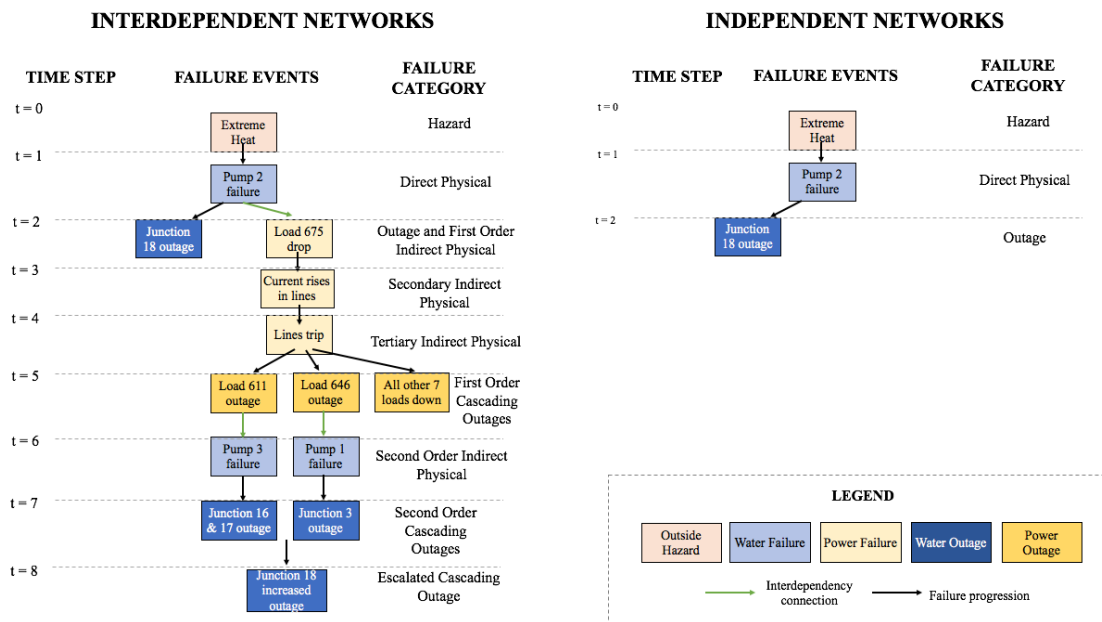 INTERDEPENDENT NETWORKS
TIME STEP
FAILURE EVENTS
FAILURE
CATEGORY
t = 0
Extreme
Heat
Hazard
t = 1
Pump 2
failure
Direct Physical
t = 2
Junction
18 outage
Load 675
drop
Outage and First Order
Indirect Physical
t = 3
Current rises
in lines
Secondary Indirect
Physical
t = 4
Lines trip
Tertiary Indirect Physical
t = 5
Load 611
outage
Load 646
outage
All other 7
loads down
First Order
Cascading
Outages
t = 6
Pump 3
failure
Pump 1
failure
Second Order Indirect
Physical
t = 7
Junction 16
& 17 outage
Junction 3
outage
Second Order
Cascading
Outages
t = 8
Junction 18
increased
outage
Escalated Cascading
Outage
INDEPENDENT NETWORKS
TIME STEP
FAILURE EVENTS
FAILURE
CATEGORY
t = 0
Extreme
Heat
Hazard
t = 1
Pump 2
failure
Direct Physical
t = 2
Junction
18 outage
Outage
LEGEND
Outside
Hazard
Water Failure
Power Failure
Water Outage
Power
Outage
Interdependency
connection
Failure progression